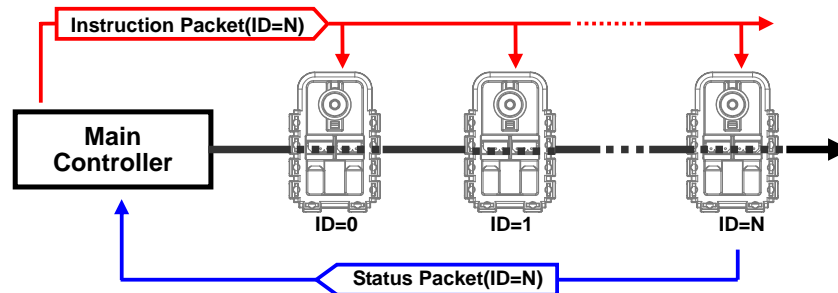 Instruction Packet(ID=N)
Main
Controller
ID=0
ID=1
ID=N
Status Packet(ID=N)